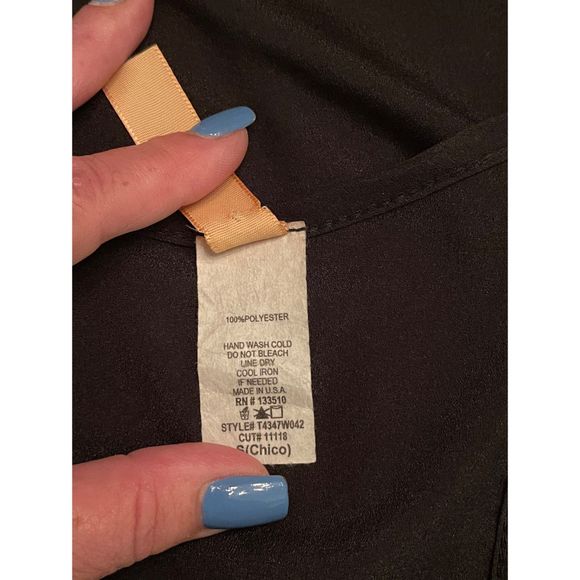 100%POLYESTER
HAND WASH COLD
DO NOT BLEACH
LINE DRY
COOL IRON
IF NEEDED
MADE IN U.S.A.
RN # 133510
STYLE# T4347W042
CUT# 11118
S(Chico)